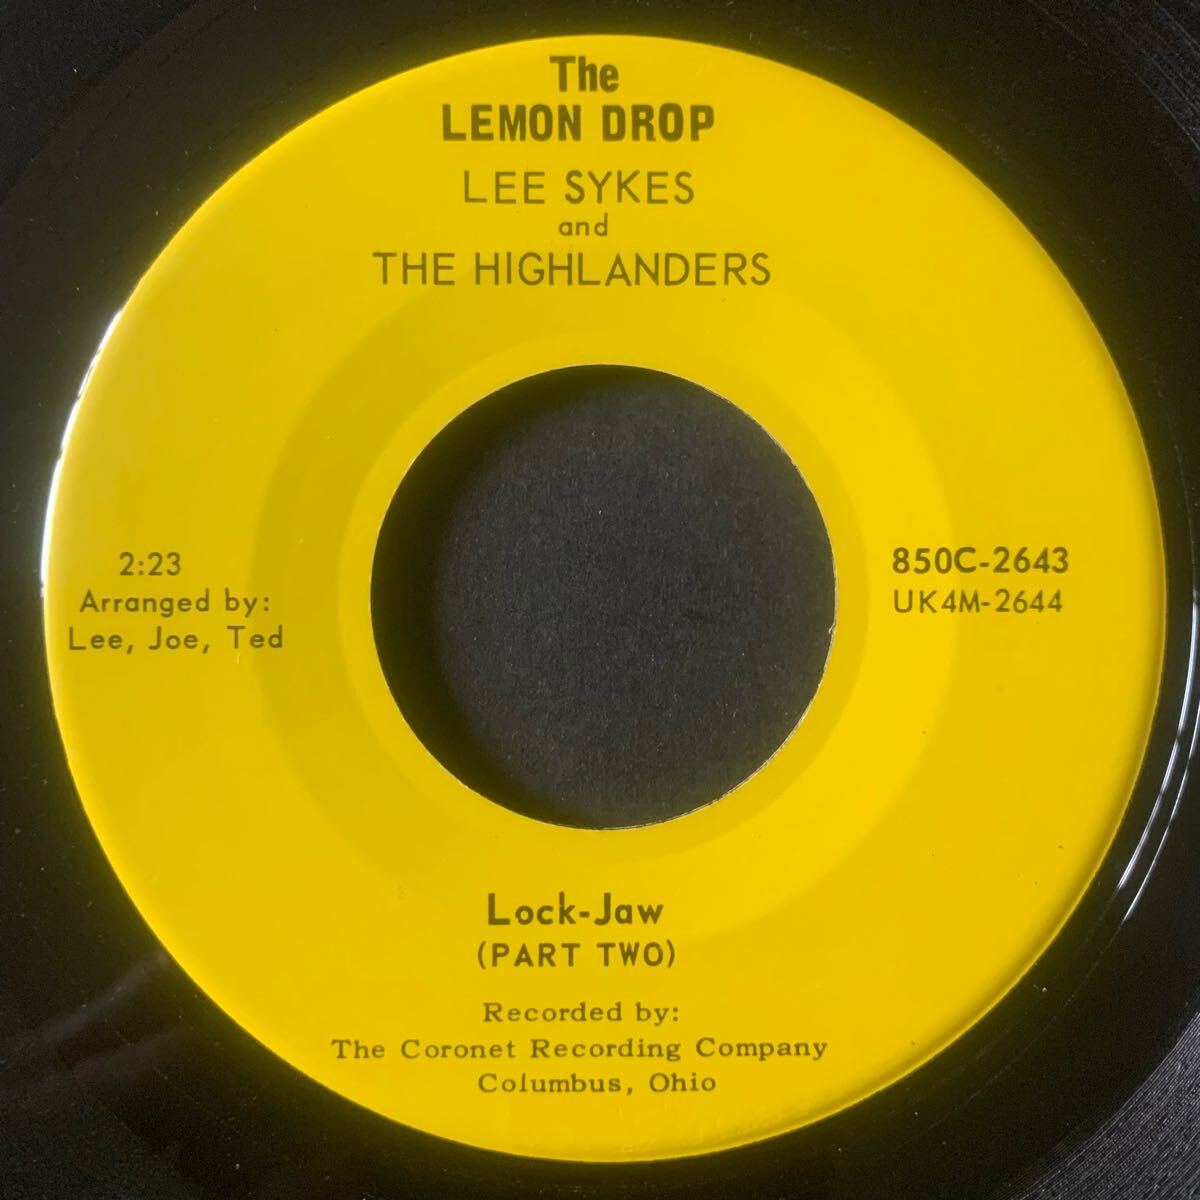 The
LEMON DROP
LEE SYKES
and
THE HIGHLANDERS
2:23
Arranged by:
Lee, Joe, Ted
850C-2643
UK4M-2644
Lock-Jaw
(PART TWO)
Recorded by:
The Coronet Recording Company
Columbus, Ohio